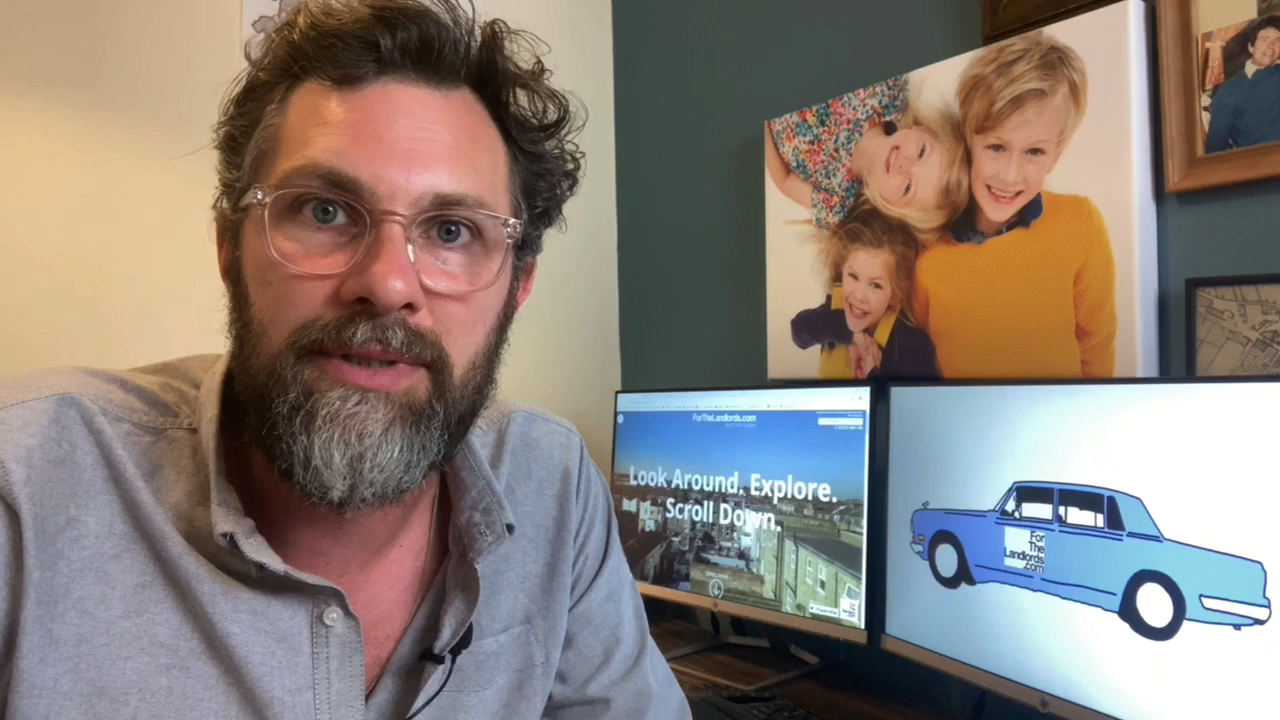 ForTheLandlords.com
Look Around. Explore.
Scroll Down.
For
The
Landlords
.com